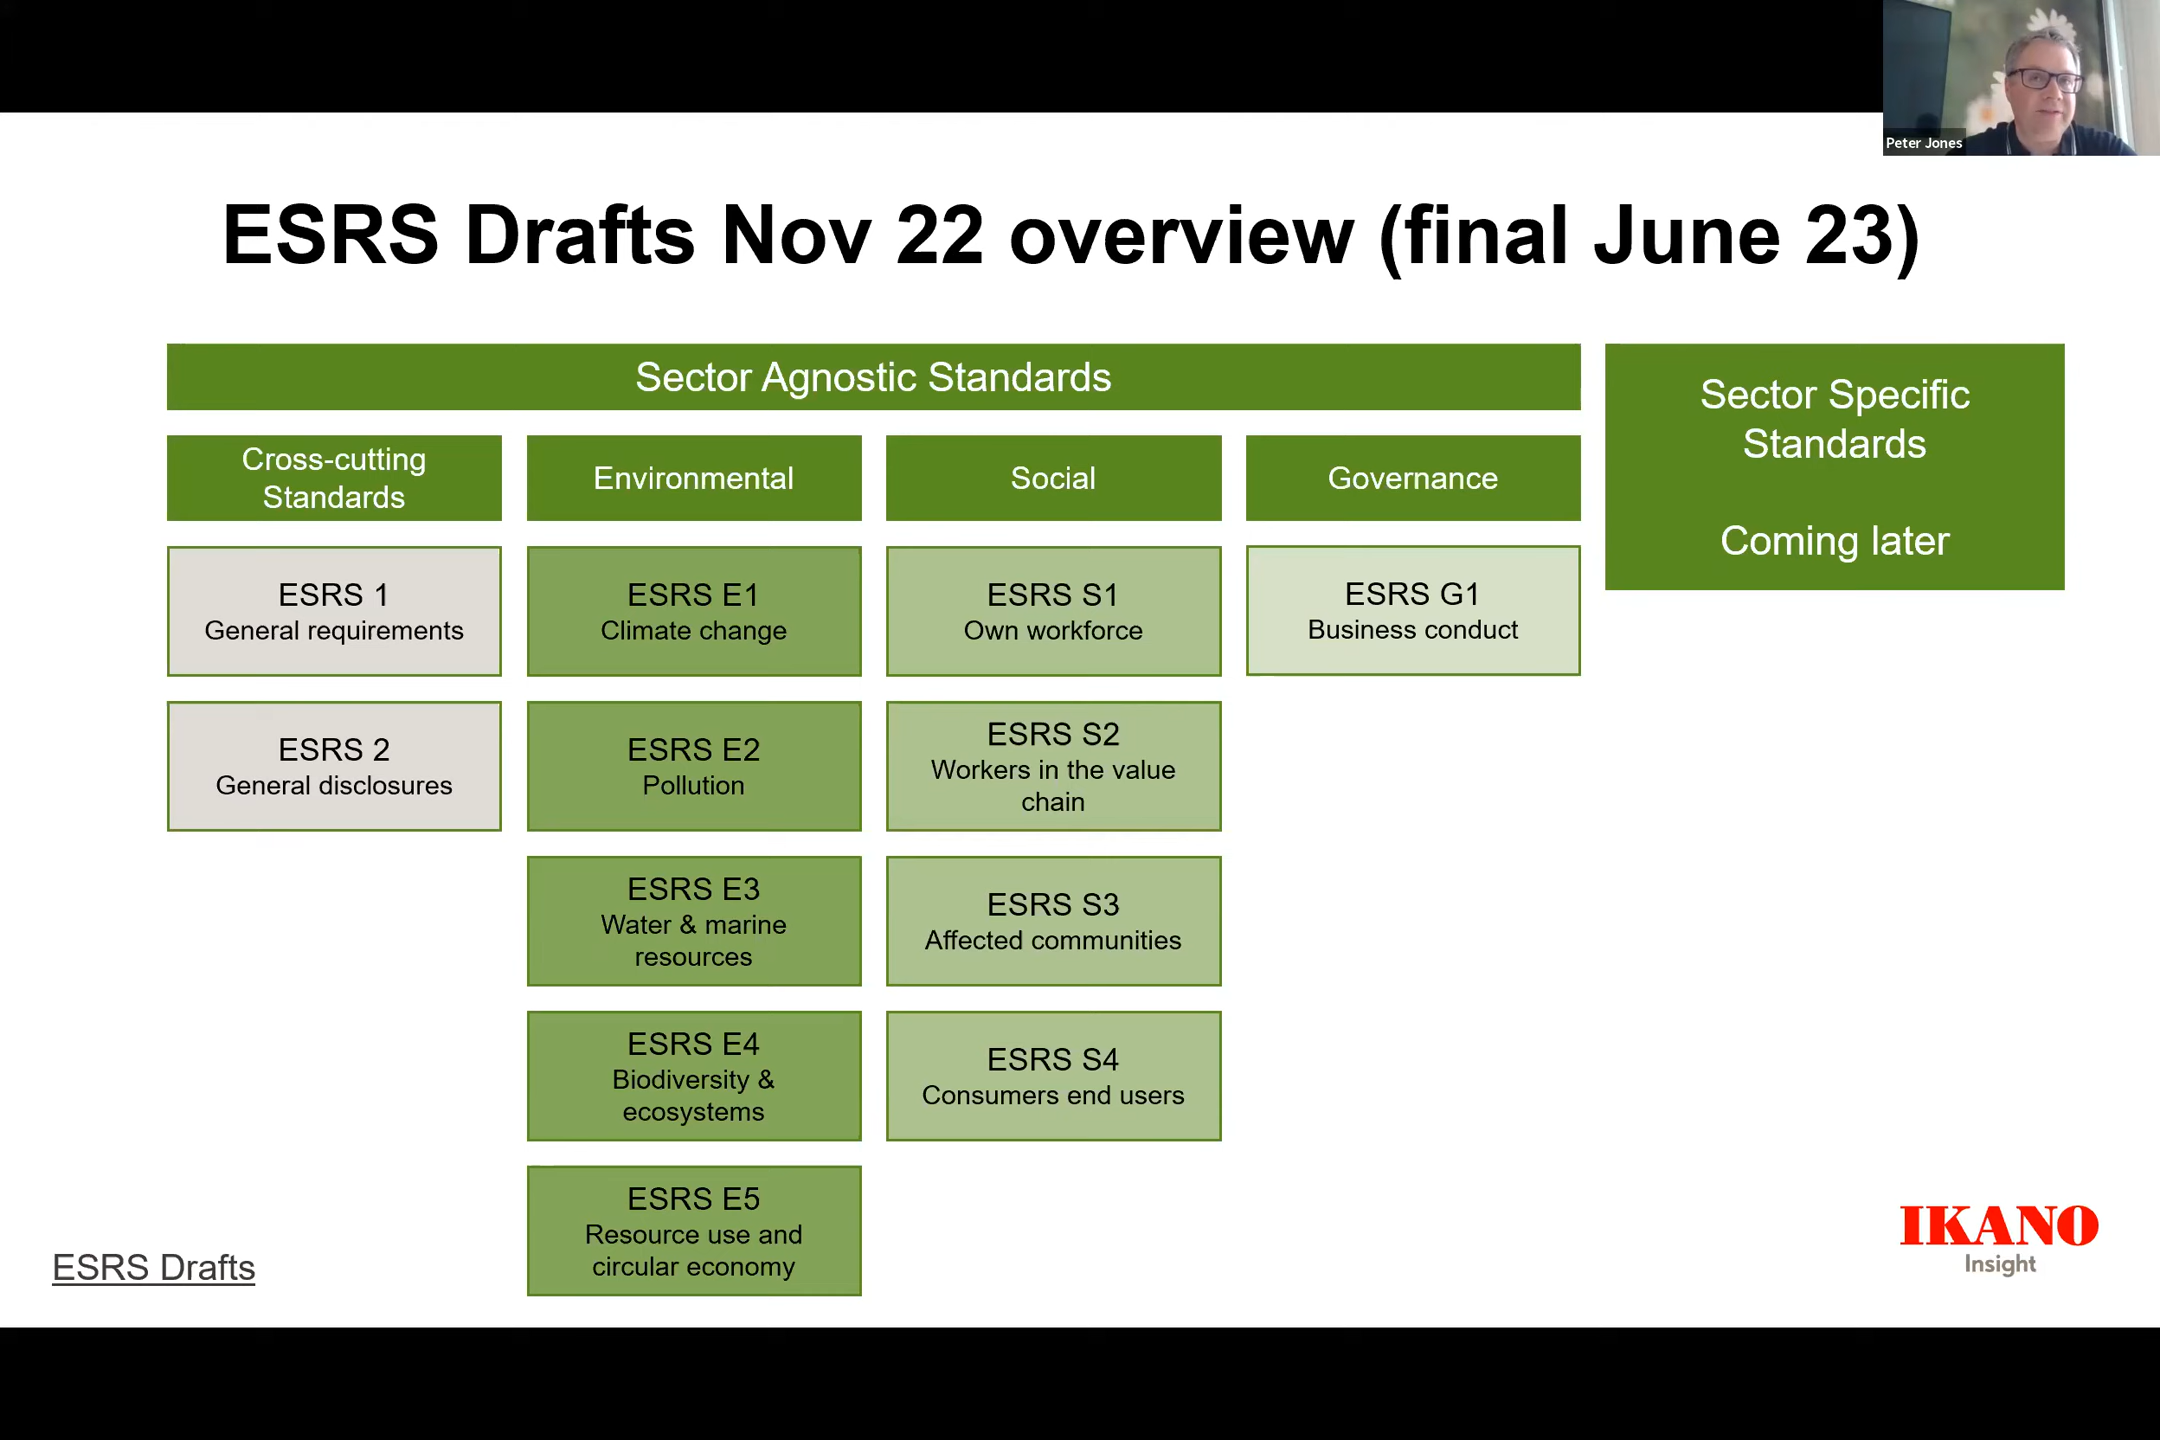 Peter Jones
ESRS Drafts Nov 22 overview (final June 23)
Sector Agnostic Standards
Sector Specific
Standards
Coming later
Cross-cutting
Standards
Environmental
Social
Governance
ESRS 1
General requirements
ESRS E1
Climate change
ESRS S1
Own workforce
ESRS G1
Business conduct
ESRS 2
General disclosures
ESRS E2
Pollution
ESRS S2
Workers in the value
chain
ESRS E3
Water & marine
resources
ESRS S3
Affected communities
ESRS E4
Biodiversity &
ecosystems
ESRS S4
Consumers end users
ESRS E5
Resource use and
circular economy
ESRS Drafts
IKANO
Insight